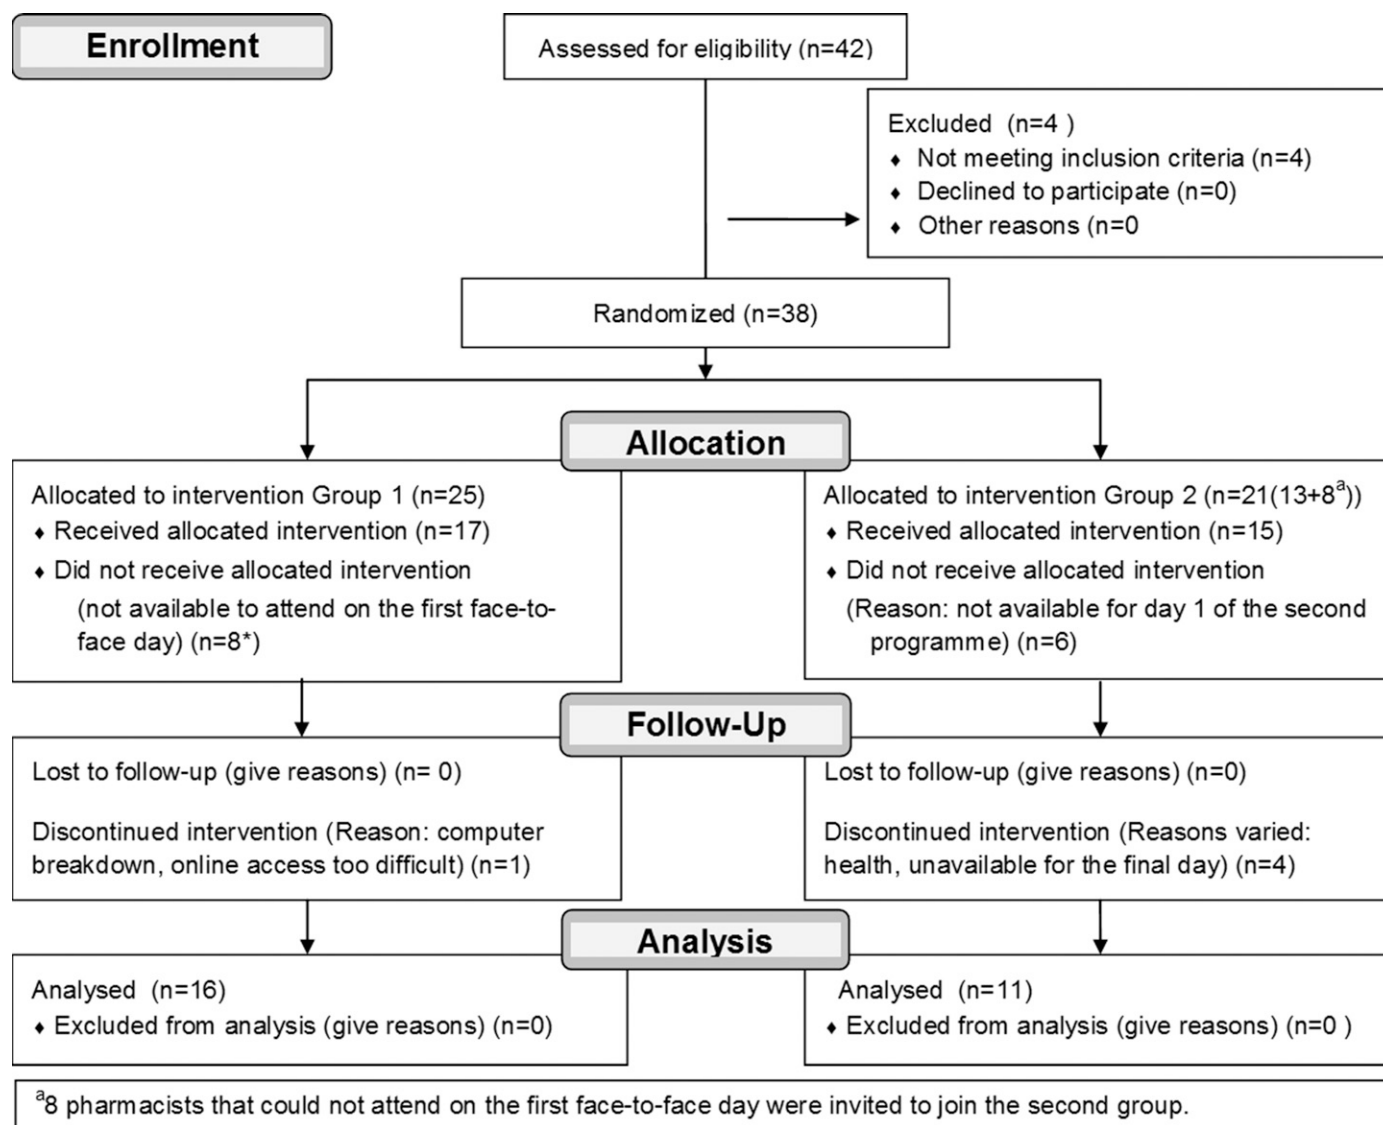 Enrollment
Assessed for eligibility (n=42)
Excluded  (n=4 )
♦ Not meeting inclusion criteria (n=4)
♦ Declined to participate (n=0)
♦ Other reasons (n=0
Randomized (n=38)
Allocation
Allocated to intervention Group 1 (n=25)
♦ Received allocated intervention (n=17)
♦ Did not receive allocated intervention
(not available to attend on the first face-to-
face day) (n=8*)
Allocated to intervention Group 2 (n=21(13+8ᵃ))
♦ Received allocated intervention (n=15)
♦ Did not receive allocated intervention
(Reason: not available for day 1 of the second
programme) (n=6)
Follow-Up
Lost to follow-up (give reasons) (n= 0)
Discontinued intervention (Reason: computer
breakdown, online access too difficult) (n=1)
Lost to follow-up (give reasons) (n=0)
Discontinued intervention (Reasons varied:
health, unavailable for the final day) (n=4)
Analysis
Analysed  (n=16)
♦ Excluded from analysis (give reasons) (n=0)
Analysed  (n=11)
♦ Excluded from analysis (give reasons) (n=0 )
ᵃ8 pharmacists that could not attend on the first face-to-face day were invited to join the second group.